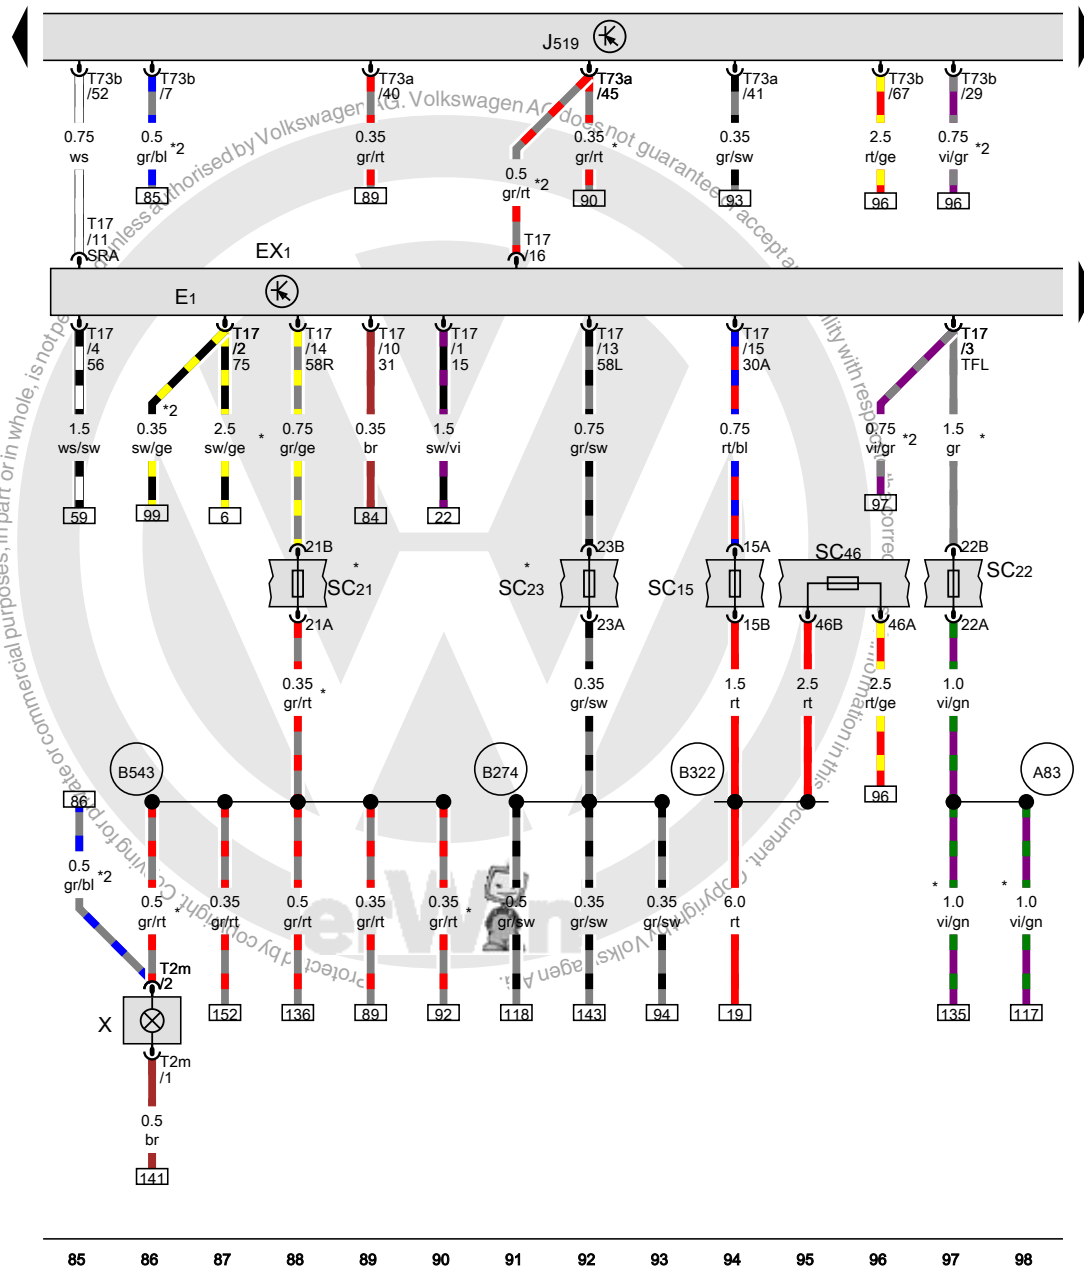 J519
T73b
/52
T73b
/7
T73a
/40
T73a
/45
T73a
/41
T73b
/67
T73b
/29
0.75
ws
0.5
gr/bl
*2
0.35
gr/rt
0.5
gr/rt
*2
0.35
gr/rt
*
0.35
gr/sw
2.5
rt/ge
0.75
vi/gr
*2
85
89
90
93
96
96
T17
/11
SRA
T17
/16
EX1
E1
T17
/4
56
T17
/2
75
T17
/14
58R
T17
/10
31
T17
/1
15
T17
/13
58L
T17
/15
30A
T17
/3
TFL
1.5
ws/sw
*2
0.35
sw/ge
2.5
sw/ge
*
0.75
gr/ge
0.35
br
1.5
sw/vi
0.75
gr/sw
0.75
rt/bl
0.75
vi/gr
*2
1.5
gr
*
59
99
6
84
22
97
21B
23B
15A
22B
*
SC21
*
SC23
SC15
SC46
SC22
21A
23A
15B
46B
46A
22A
0.35
gr/rt
*
0.35
gr/sw
1.5
rt
2.5
rt
2.5
rt/ge
1.0
vi/gn
B543
B274
B322
A83
86
96
0.5
gr/bl
*2
0.5
gr/rt
*
0.35
gr/rt
0.5
gr/rt
0.35
gr/rt
0.35
gr/rt
*
0.5
gr/sw
0.35
gr/sw
0.35
gr/sw
6.0
rt
*
1.0
vi/gn
*
1.0
vi/gn
T2m
/2
152
136
89
92
118
143
94
19
135
117
X
T2m
/1
0.5
br
141
85 86 87 88 89 90 91 92 93 94 95 96 97 98
erWin